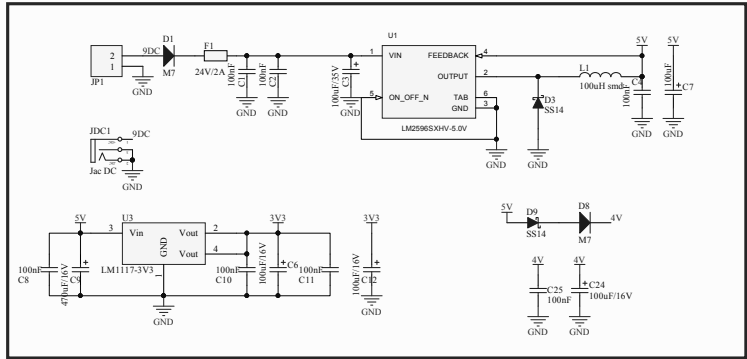 JP1
2
1
9DC
GND
D1
M7
F1
24V/2A
100nF
C1
GND
100nF
C2
GND
100uF/35V
C3
GND
U1
1
VIN
FEEDBACK
4
OUTPUT
2
5
ON_OFF_N
TAB
6
GND
3
LM2596SXHV-5.0V
GND
D3
SS14
GND
L1
100uH smd
5V
100nF
C4
GND
5V
100uF
C7
GND
JDC1
9DC
Jac DC
GND
5V
U3
3
Vin
GND
1
Vout
2
Vout
4
LM1117-3V3
100nF
C8
470uF/16V
C9
GND
3V3
100nF
C10
100uF/16V
C6
100nF
C11
GND
3V3
100uF/16V
C12
GND
5V
D9
SS14
D8
M7
4V
4V
C25
100nF
GND
4V
C24
100uF/16V
GND